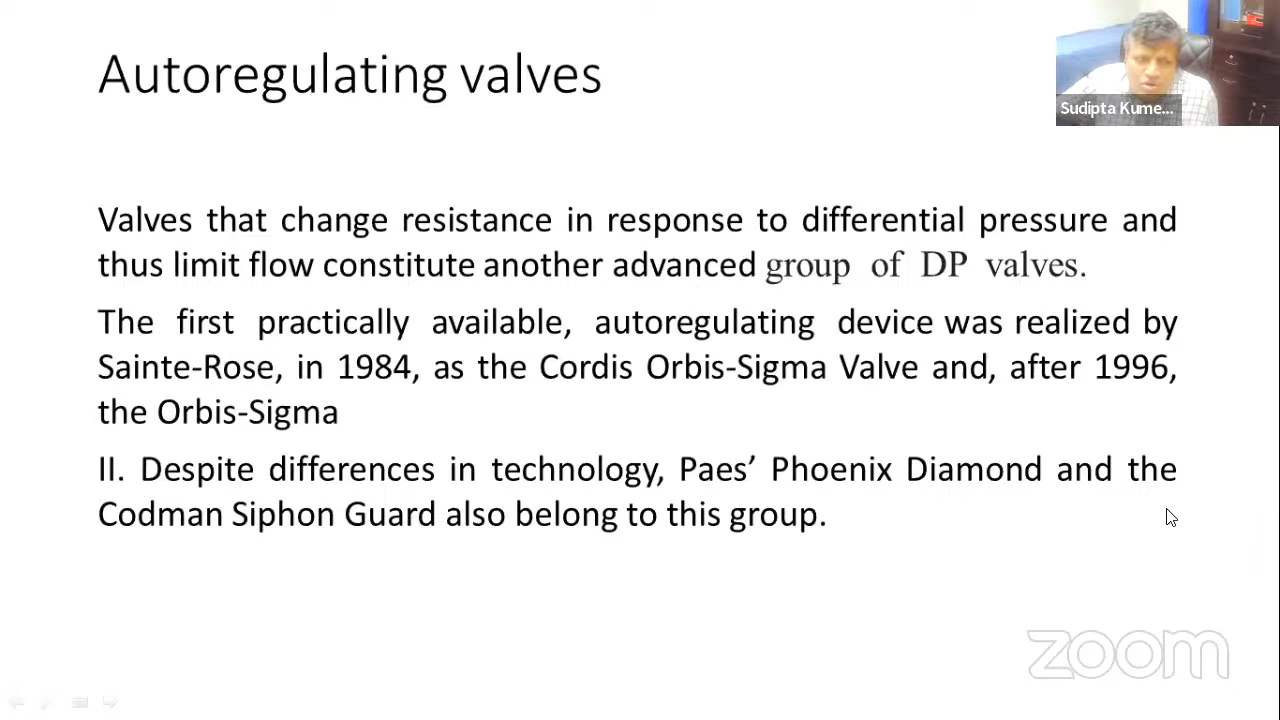 Autoregulating valves
Sudipta Kume...
Valves that change resistance in response to differential pressure and
thus limit flow constitute another advanced group of DP valves.
The first practically available, autoregulating device was realized by
Sainte-Rose, in 1984, as the Cordis Orbis-Sigma Valve and, after 1996,
the Orbis-Sigma
II. Despite differences in technology, Paes’ Phoenix Diamond and the
Codman Siphon Guard also belong to this group.
zoom